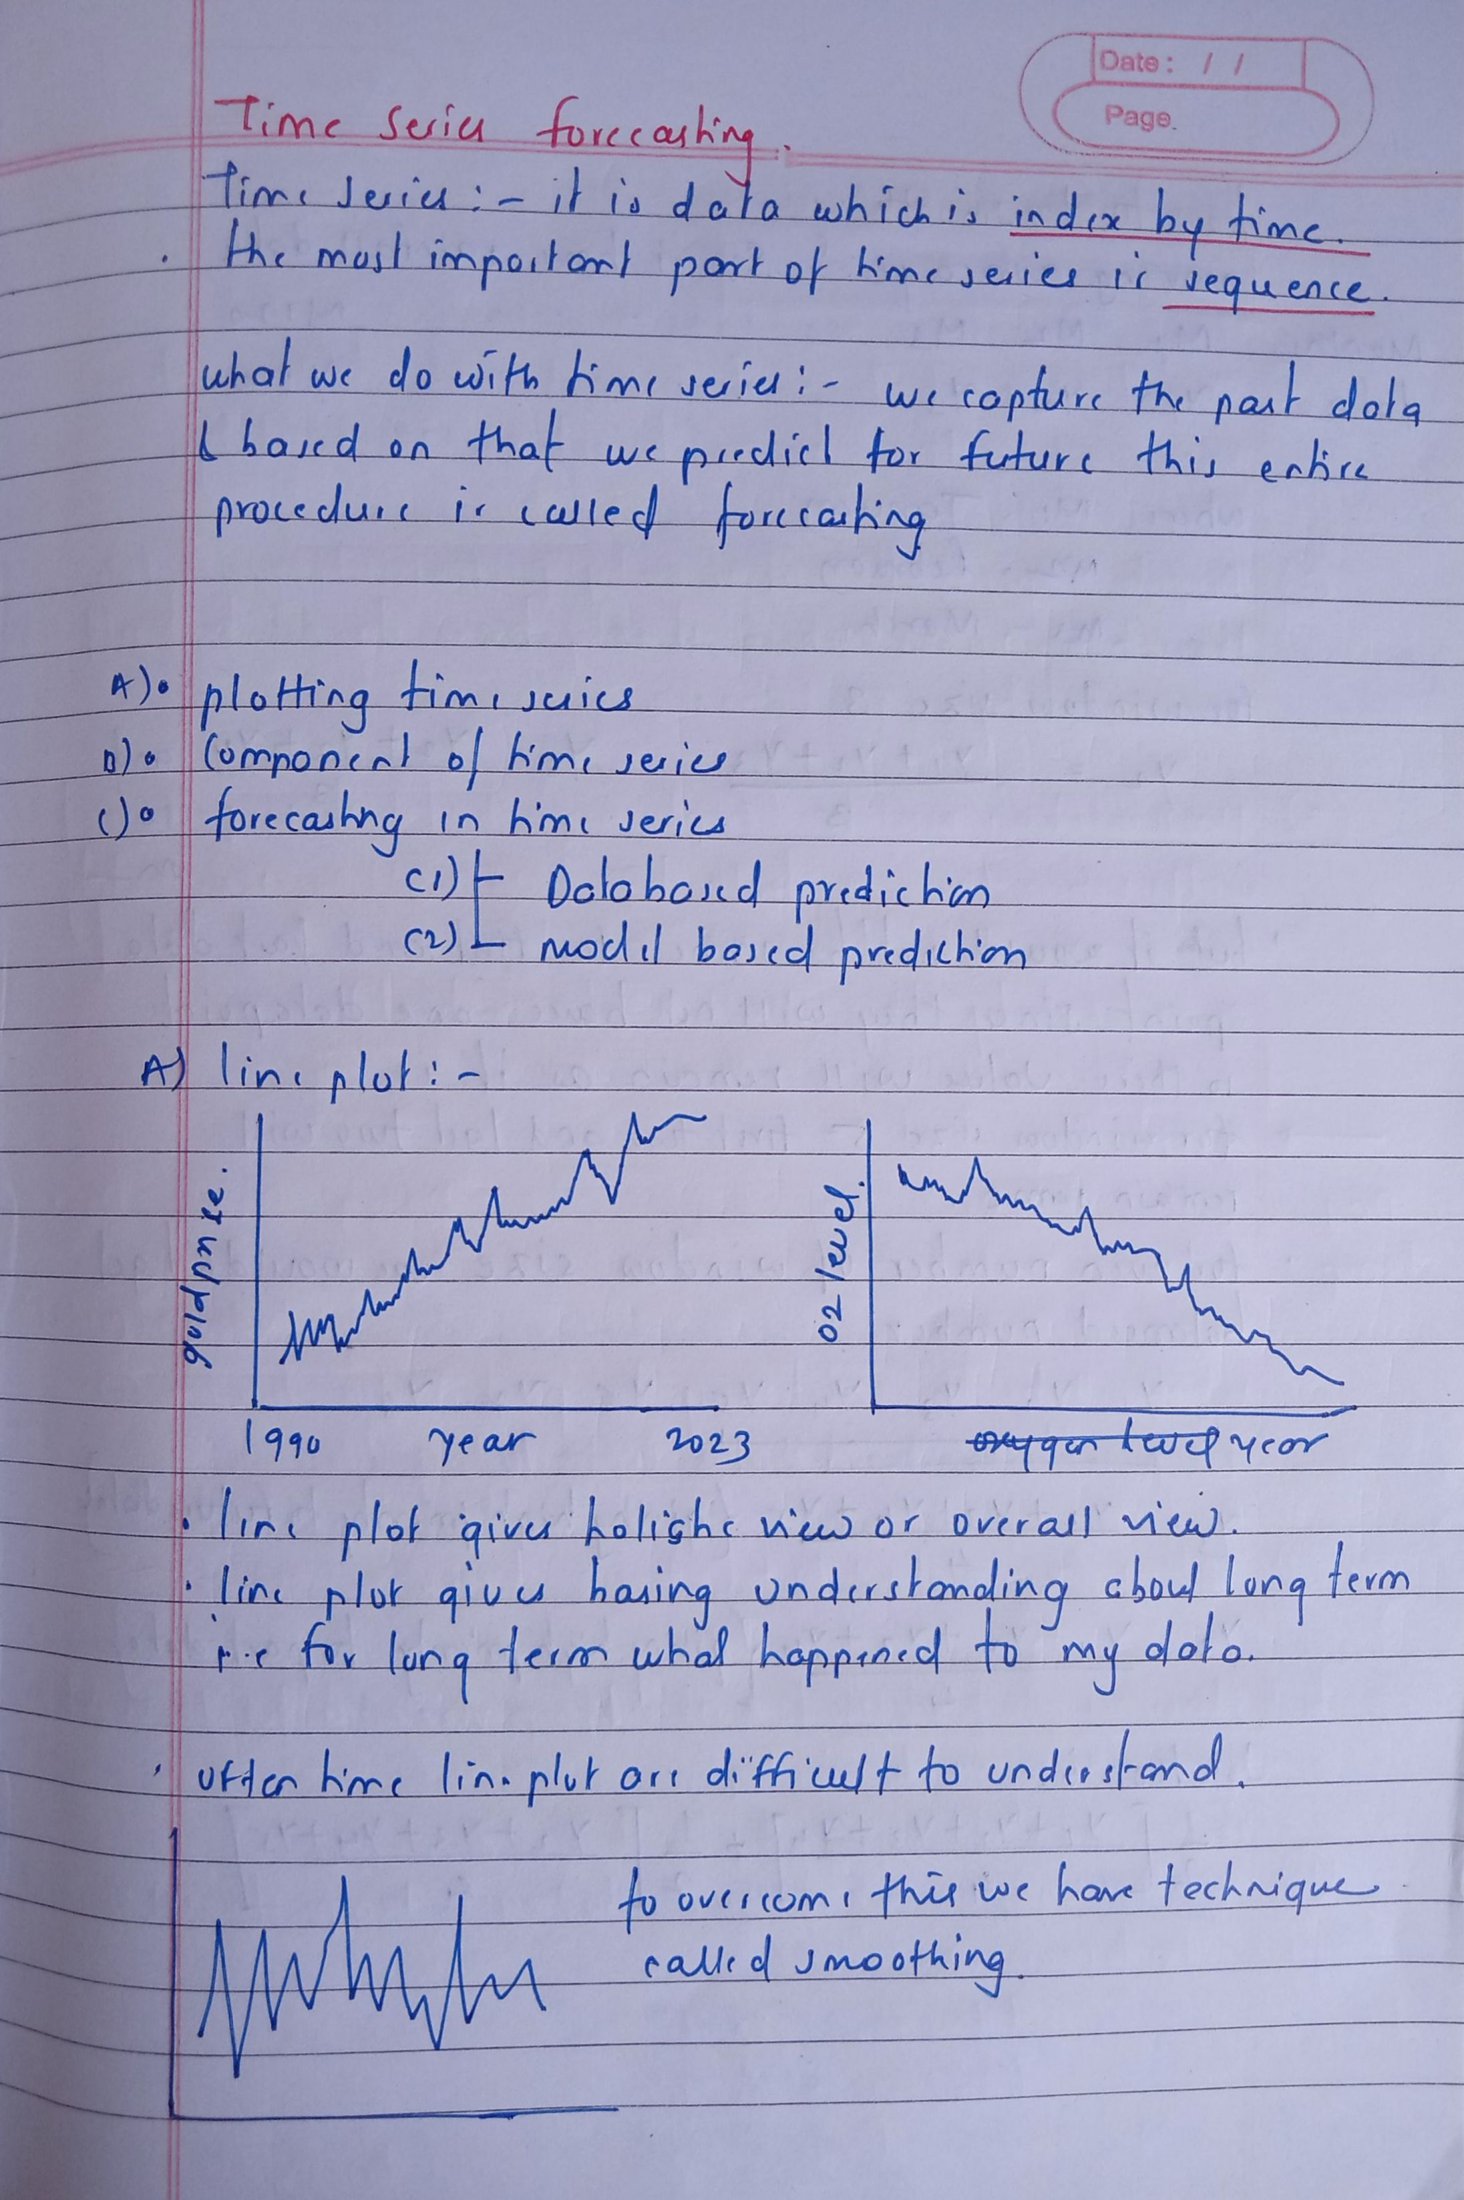 Date : / /
Page.
Time series forecasting.
Time series :- it is data which is index by time.
. the most important part of time series is sequence.
what we do with time series :- we capture the past data
& based on that we predict for future this entire
procedure is called forecasting
A) • plotting time series
B) • Component of time series
C) • forecasting in time series
C1) Data based prediction
C2) model based prediction
A) line plot :-
gold price.
1990 year 2023
O2 level.
oxygen level year
. line plot gives holistic view or overall view.
. line plot gives basing understanding about long term
i.e for long term what happened to my data.
. often time line plot are difficult to understand.
to overcome this we have technique
called smoothing.